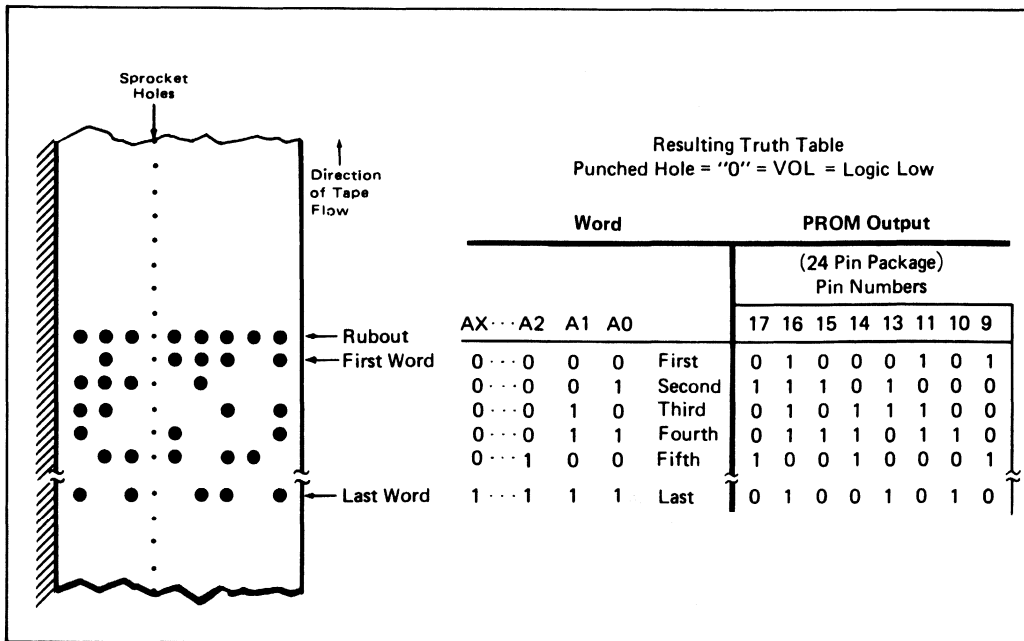 Sprocket
Holes
Direction
of Tape
Flow
Rubout
First Word
Last Word
Resulting Truth Table
Punched Hole = "0" = VOL = Logic Low
Word PROM Output
(24 Pin Package)
Pin Numbers
AX···A2 A1 A0 17 16 15 14 13 11 10 9
0···0 0 0 First 0 1 0 0 0 1 0 1
0···0 0 1 Second 1 1 1 0 1 0 0 0
0···0 1 0 Third 0 1 0 1 1 1 0 0
0···0 1 1 Fourth 0 1 1 1 0 1 1 0
0···1 0 0 Fifth 1 0 0 1 0 0 0 1
1···1 1 1 Last 0 1 0 0 1 0 1 0